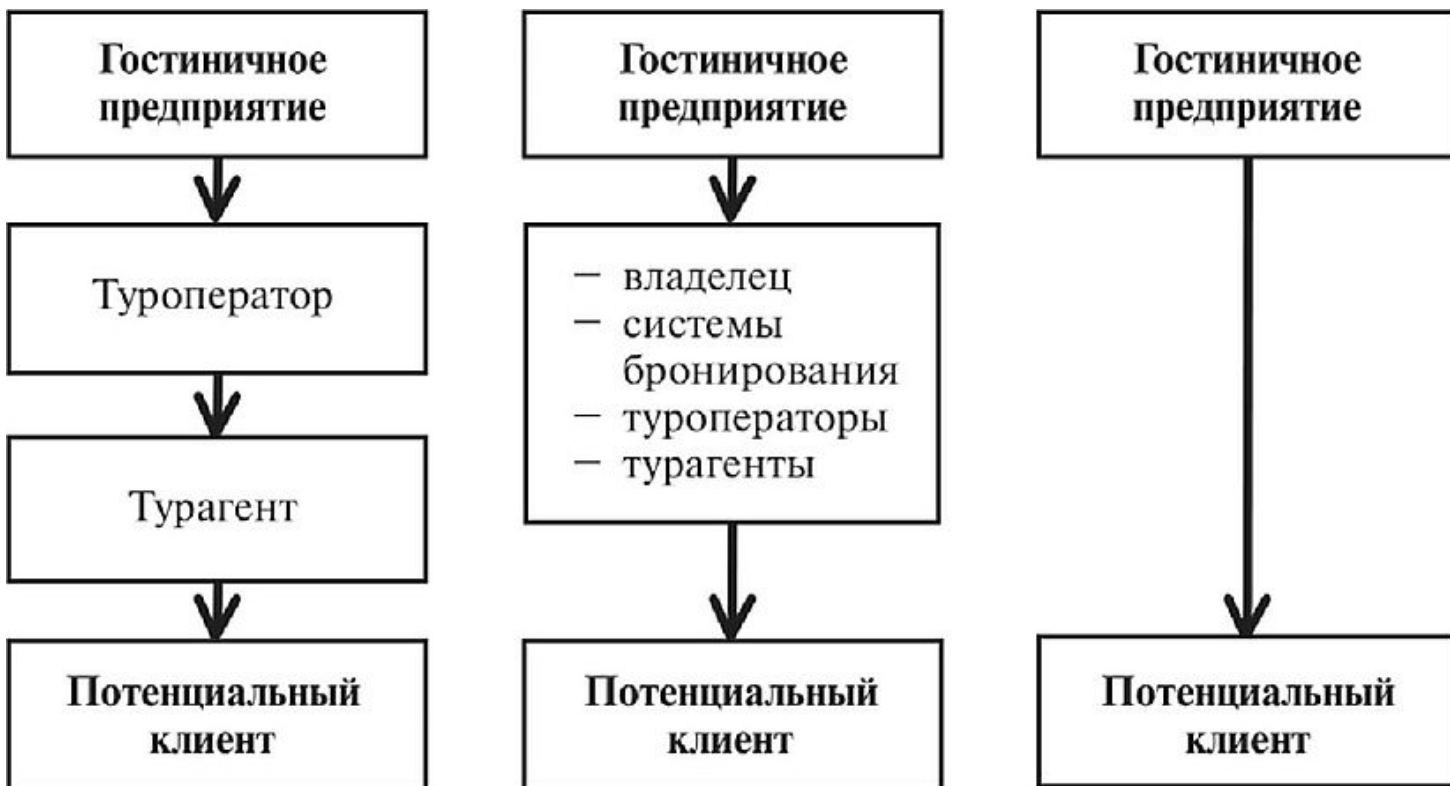 Гостиничное
предприятие
Туроператор
Турагент
Потенциальный
клиент
Гостиничное
предприятие
– владелец
– системы
бронирования
– туроператоры
– турагенты
Потенциальный
клиент
Гостиничное
предприятие
Потенциальный
клиент